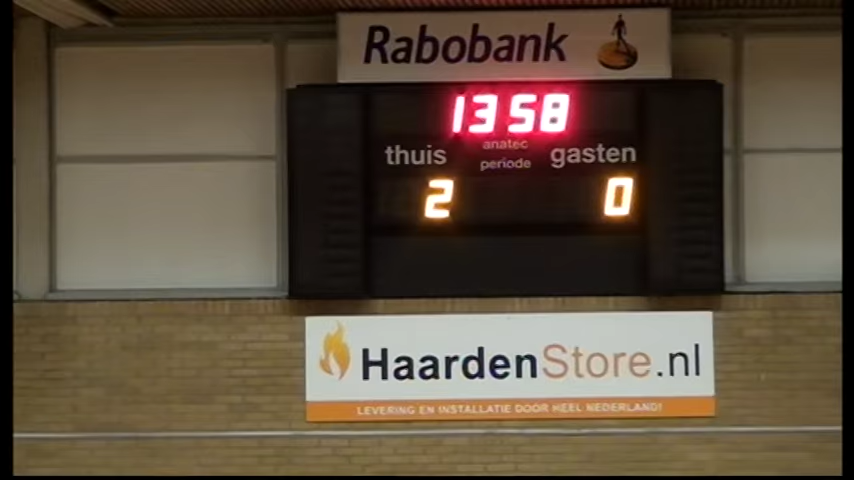 Rabobank
13 58
anatec
thuis periode gasten
2 0
HaardenStore.nl
LEVERING EN INSTALLATIE DOOR HEEL NEDERLAND!